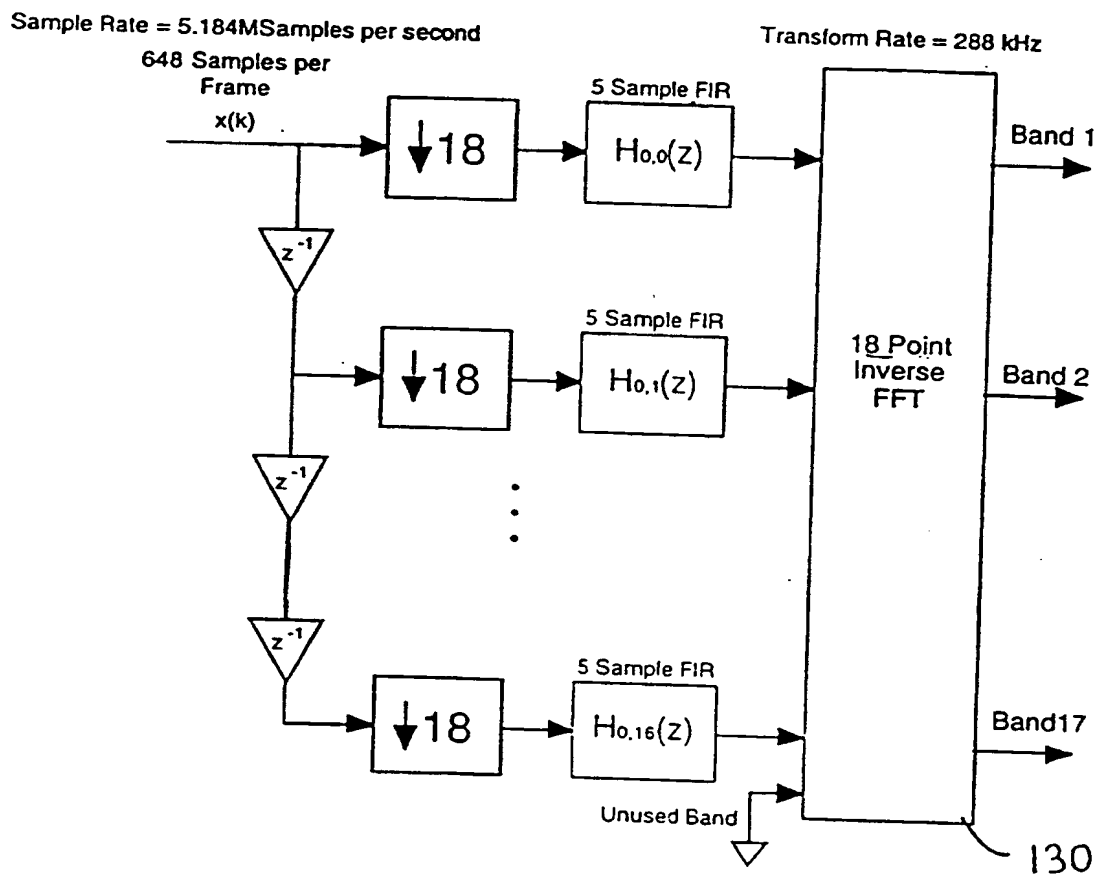 Sample Rate = 5.184MSamples per second
Transform Rate = 288 kHz
648 Samples per
Frame
x(k)
5 Sample FIR
↓18
H0,0(z)
Band 1
z-1
5 Sample FIR
↓18
H0,1(z)
18 Point
Inverse
FFT
Band 2
z-1
z-1
5 Sample FIR
↓18
H0,16(z)
Band17
Unused Band
130